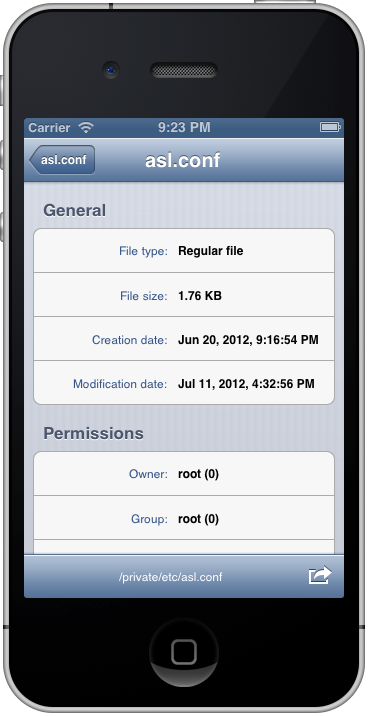 Carrier 9:23 PM
asl.conf asl.conf
General
File type: Regular file
File size: 1.76 KB
Creation date: Jun 20, 2012, 9:16:54 PM
Modification date: Jul 11, 2012, 4:32:56 PM
Permissions
Owner: root (0)
Group: root (0)
/private/etc/asl.conf